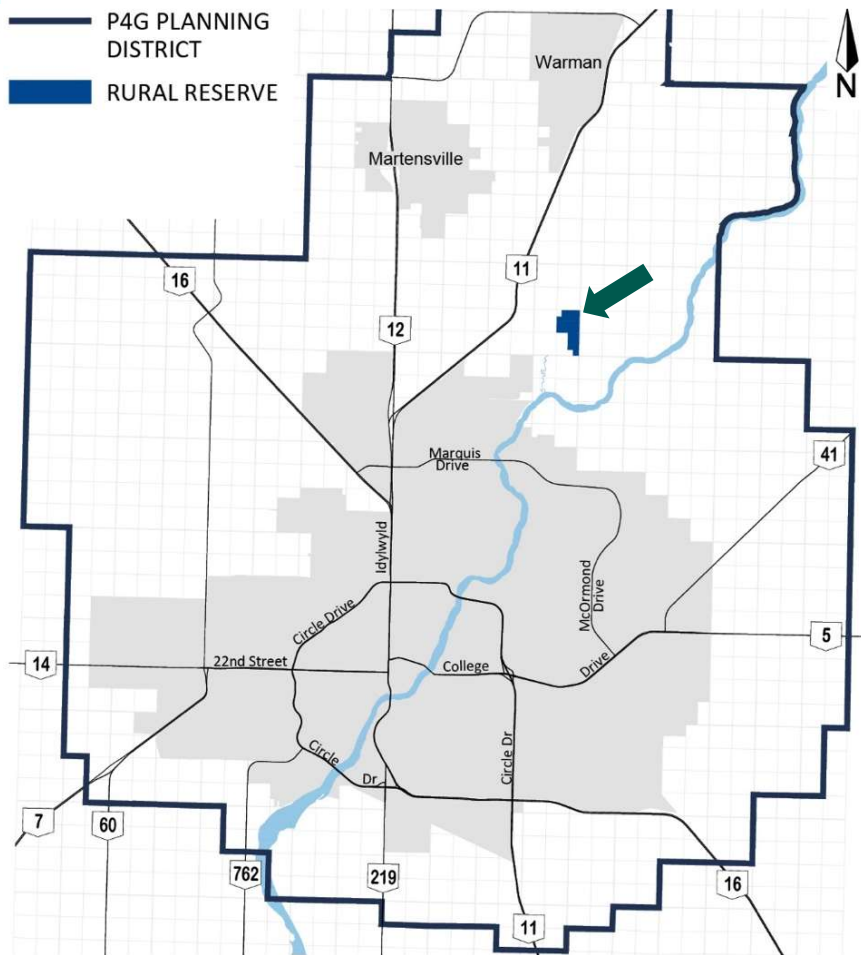 P4G PLANNING
DISTRICT
RURAL RESERVE
N
Warman
Martensville
16
11
12
41
Marquis
Drive
Idylwyld
McOrmond
Drive
Circle Drive
5
14
22nd Street
College
Drive
Circle
Dr
Circle Dr
7
60
762
219
16
11